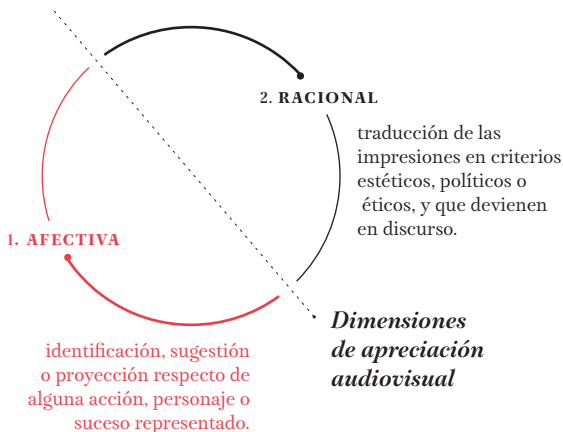 2. RACIONAL
traducción de las
impresiones en criterios
estéticos, políticos o
éticos, y que devienen
en discurso.
1. AFECTIVA
identificación, sugestión
o proyección respecto de
alguna acción, personaje o
suceso representado.
Dimensiones
de apreciación
audiovisual